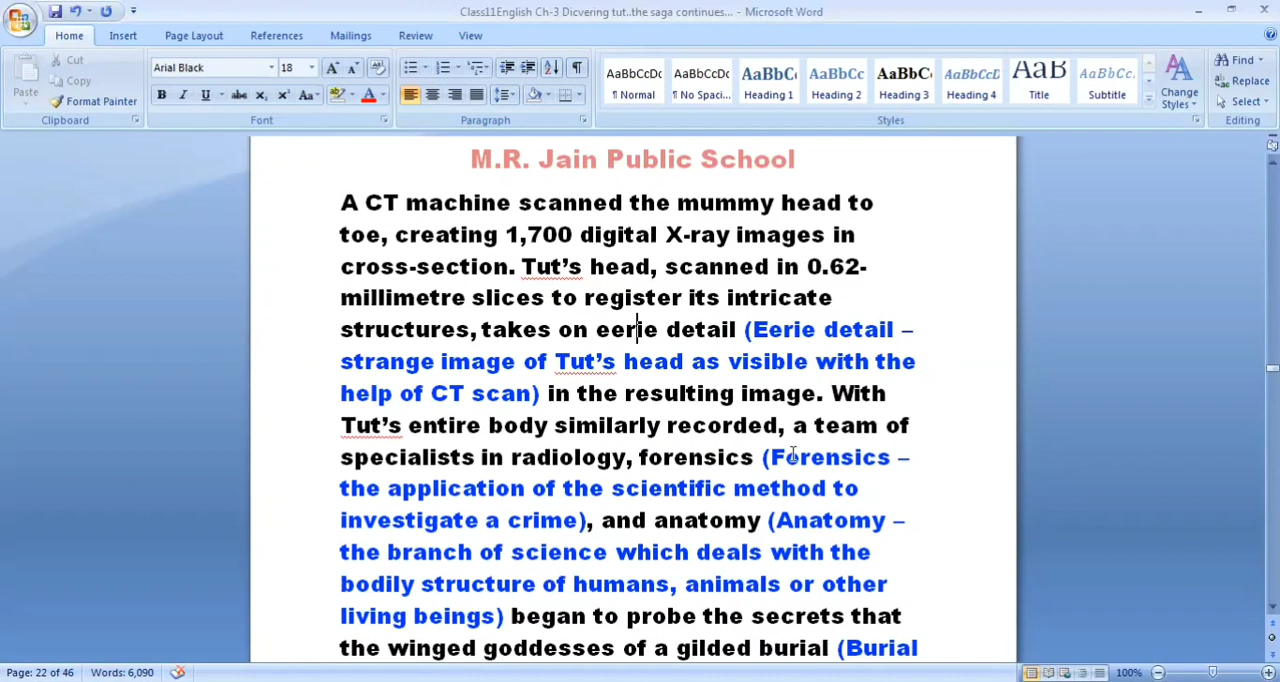 Class11English Ch-3 Dicvering tut..the saga continues... - Microsoft Word
Home Insert Page Layout References Mailings Review View
Paste
Cut
Copy
Format Painter
Clipboard
Arial Black 18
Font
Paragraph
AaBbCcDc AaBbCcDc AaBbC AaBbCc AaBbC AaBbCcD AaB AaBbCc.
¶ Normal ¶ No Spaci... Heading 1 Heading 2 Heading 3 Heading 4 Title Subtitle
Styles
Change
Styles
Find
Replace
Select
Editing
M.R. Jain Public School
A CT machine scanned the mummy head to
toe, creating 1,700 digital X-ray images in
cross-section. Tut’s head, scanned in 0.62-
millimetre slices to register its intricate
structures, takes on eerie detail (Eerie detail –
strange image of Tut’s head as visible with the
help of CT scan) in the resulting image. With
Tut’s entire body similarly recorded, a team of
specialists in radiology, forensics (Forensics –
the application of the scientific method to
investigate a crime), and anatomy (Anatomy –
the branch of science which deals with the
bodily structure of humans, animals or other
living beings) began to probe the secrets that
the winged goddesses of a gilded burial (Burial
Page: 22 of 46 Words: 6,090 100%